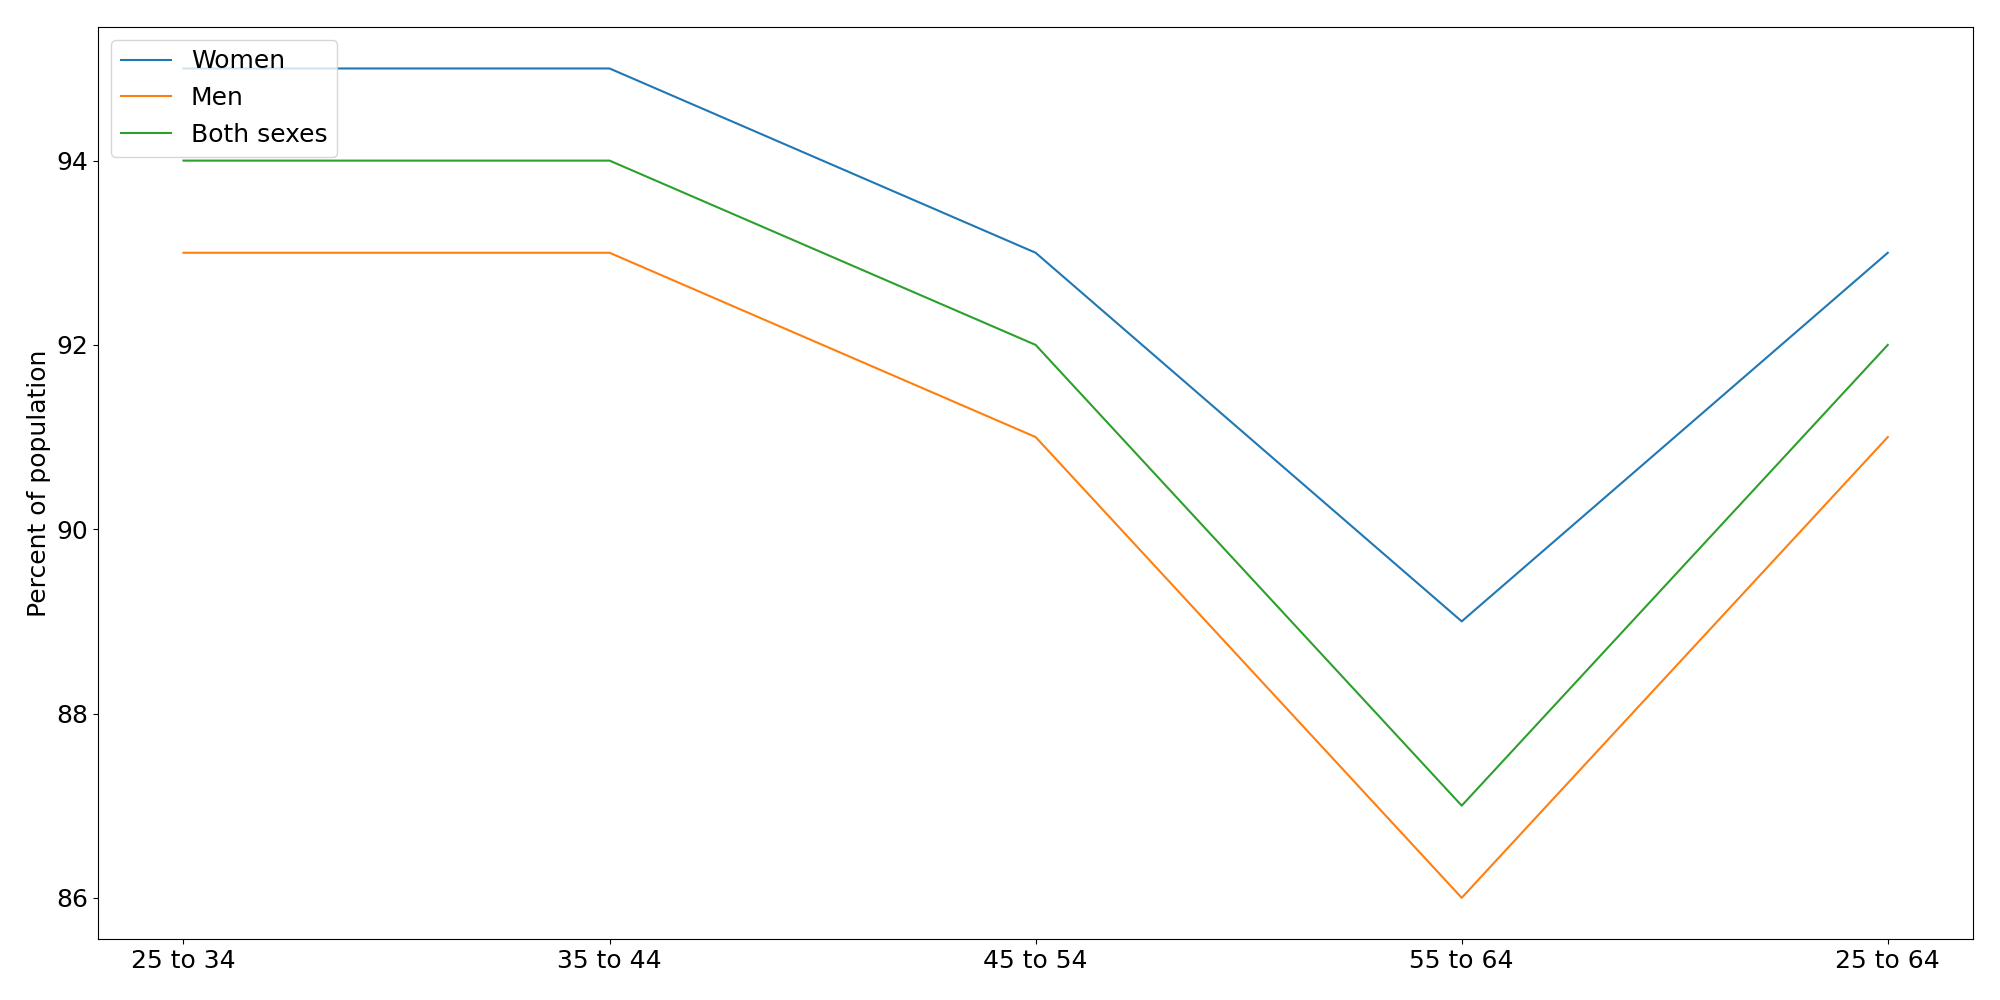 Women
Men
Both sexes
Percent of population
94
92
90
88
86
25 to 34
35 to 44
45 to 54
55 to 64
25 to 64